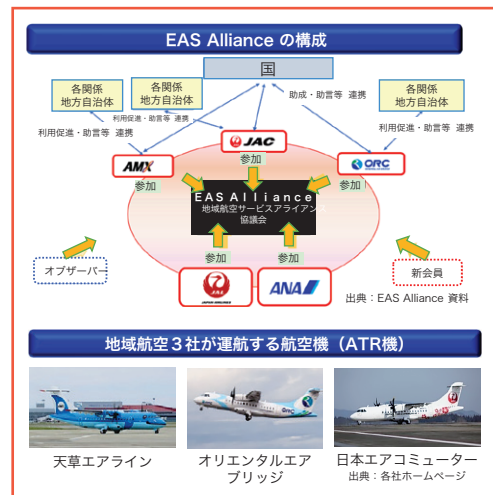 EAS Alliance の構成
国
各関係
地方自治体
各関係
地方自治体
各関係
地方自治体
助成・助言等 連携
利用促進・助言等 連携
利用促進・助言等 連携
利用促進・助言等 連携
AMX
参加
JAC
参加
ORC
参加
EAS Alliance
地域航空サービスアライアンス
協議会
参加
参加
JAL
JAPAN AIRLINES
ANA
オブザーバー
新会員
出典：EAS Alliance 資料
地域航空３社が運航する航空機（ATR機）
天草エアライン
オリエンタルエア
ブリッジ
日本エアコミューター
出典：各社ホームページ